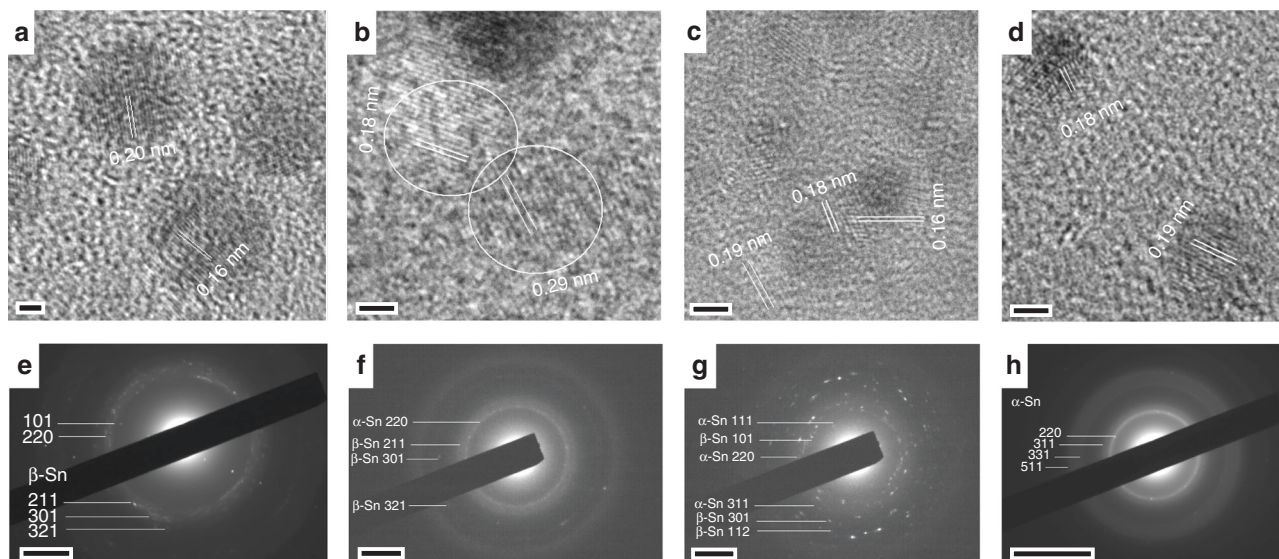 a
0.20 nm
0.16 nm
b
0.18 nm
0.29 nm
c
0.18 nm
0.16 nm
0.19 nm
d
0.18 nm
0.19 nm
e
101
220
β-Sn
211
301
321
f
α-Sn 220
β-Sn 211
β-Sn 301
β-Sn 321
g
α-Sn 111
β-Sn 101
α-Sn 220
α-Sn 311
β-Sn 301
β-Sn 112
h
α-Sn
220
311
331
511